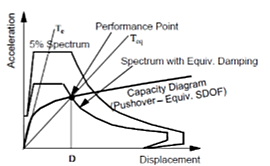 Acceleration
Te
5% Spectrum
Performance Point
Teq
Spectrum with Equiv. Damping
Capacity Diagram
(Pushover – Equiv. SDOF)
D
Displacement